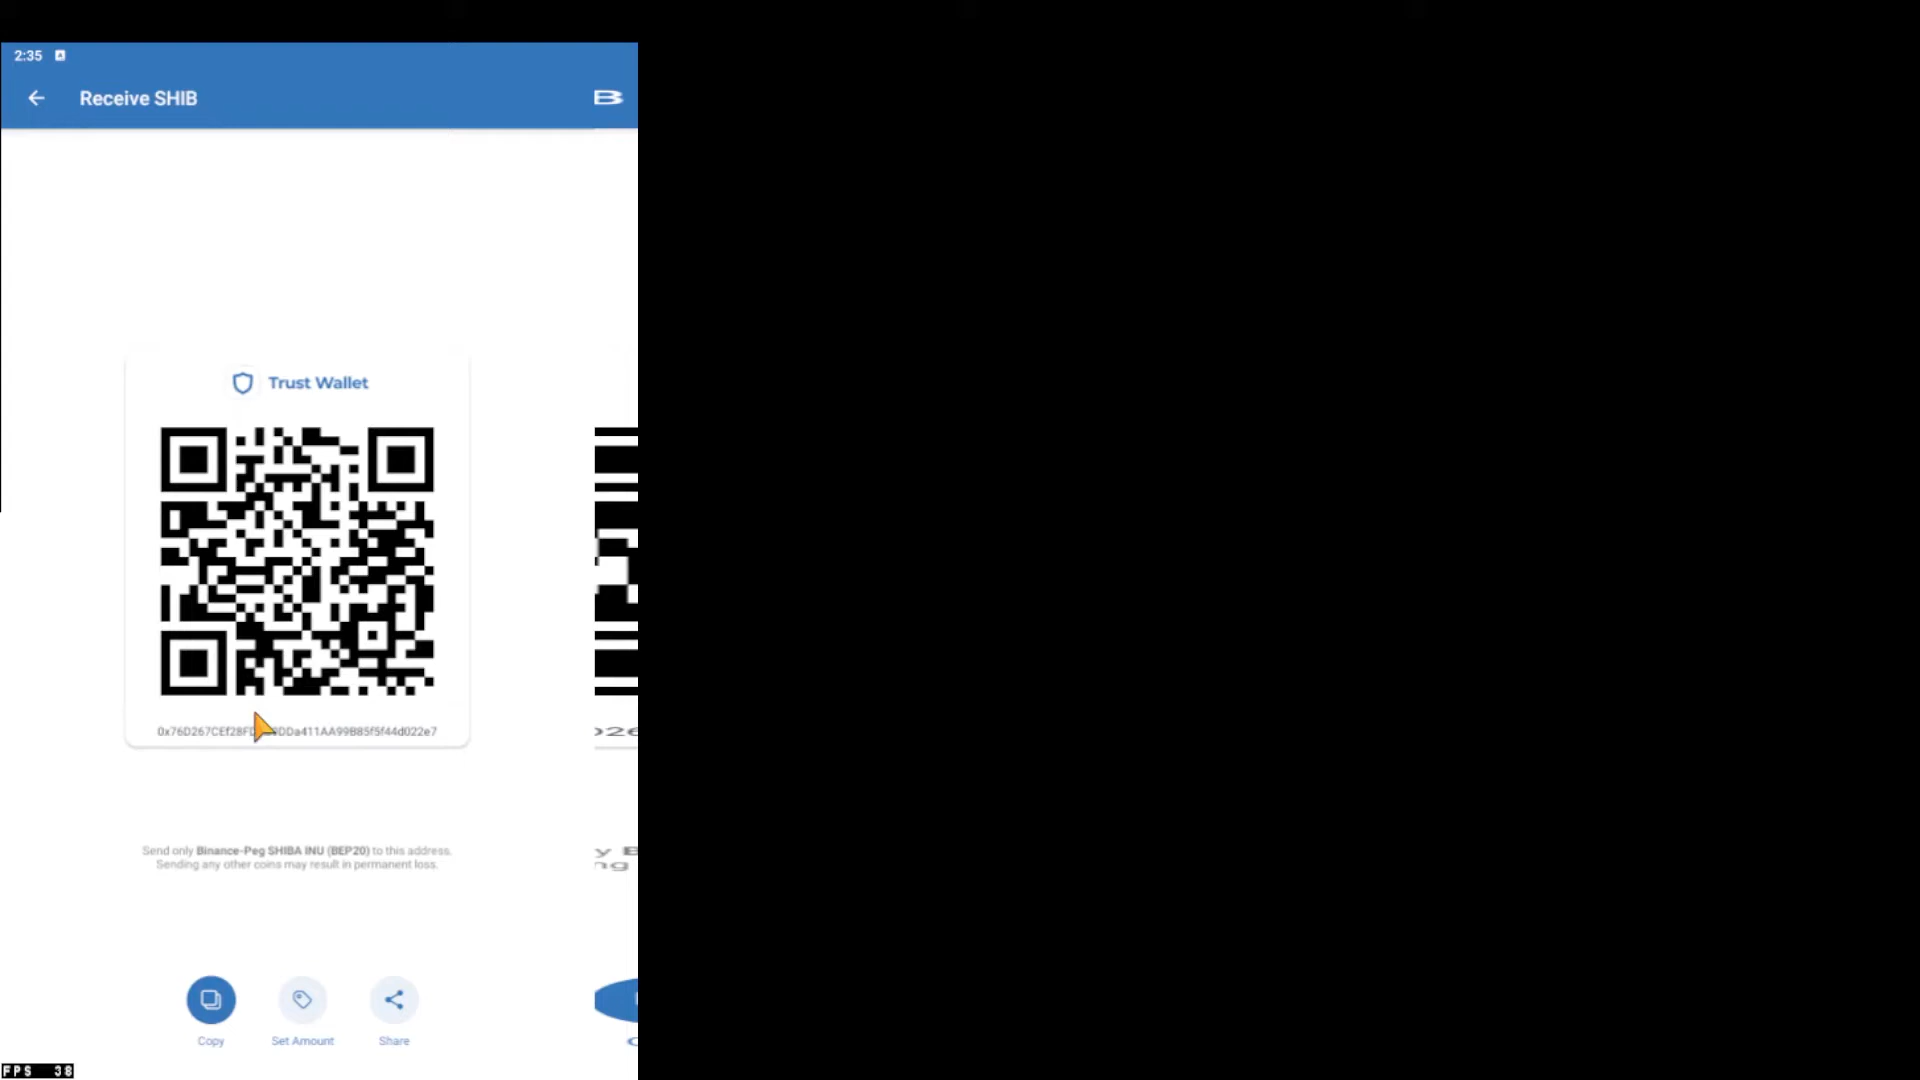 2:35
Receive SHIB
B
Trust Wallet
Send only Binance-Peg SHIBA INU (BEP20) to this address.
Sending any other coins may result in permanent loss.
Copy
Set Amount
Share
FPS 38